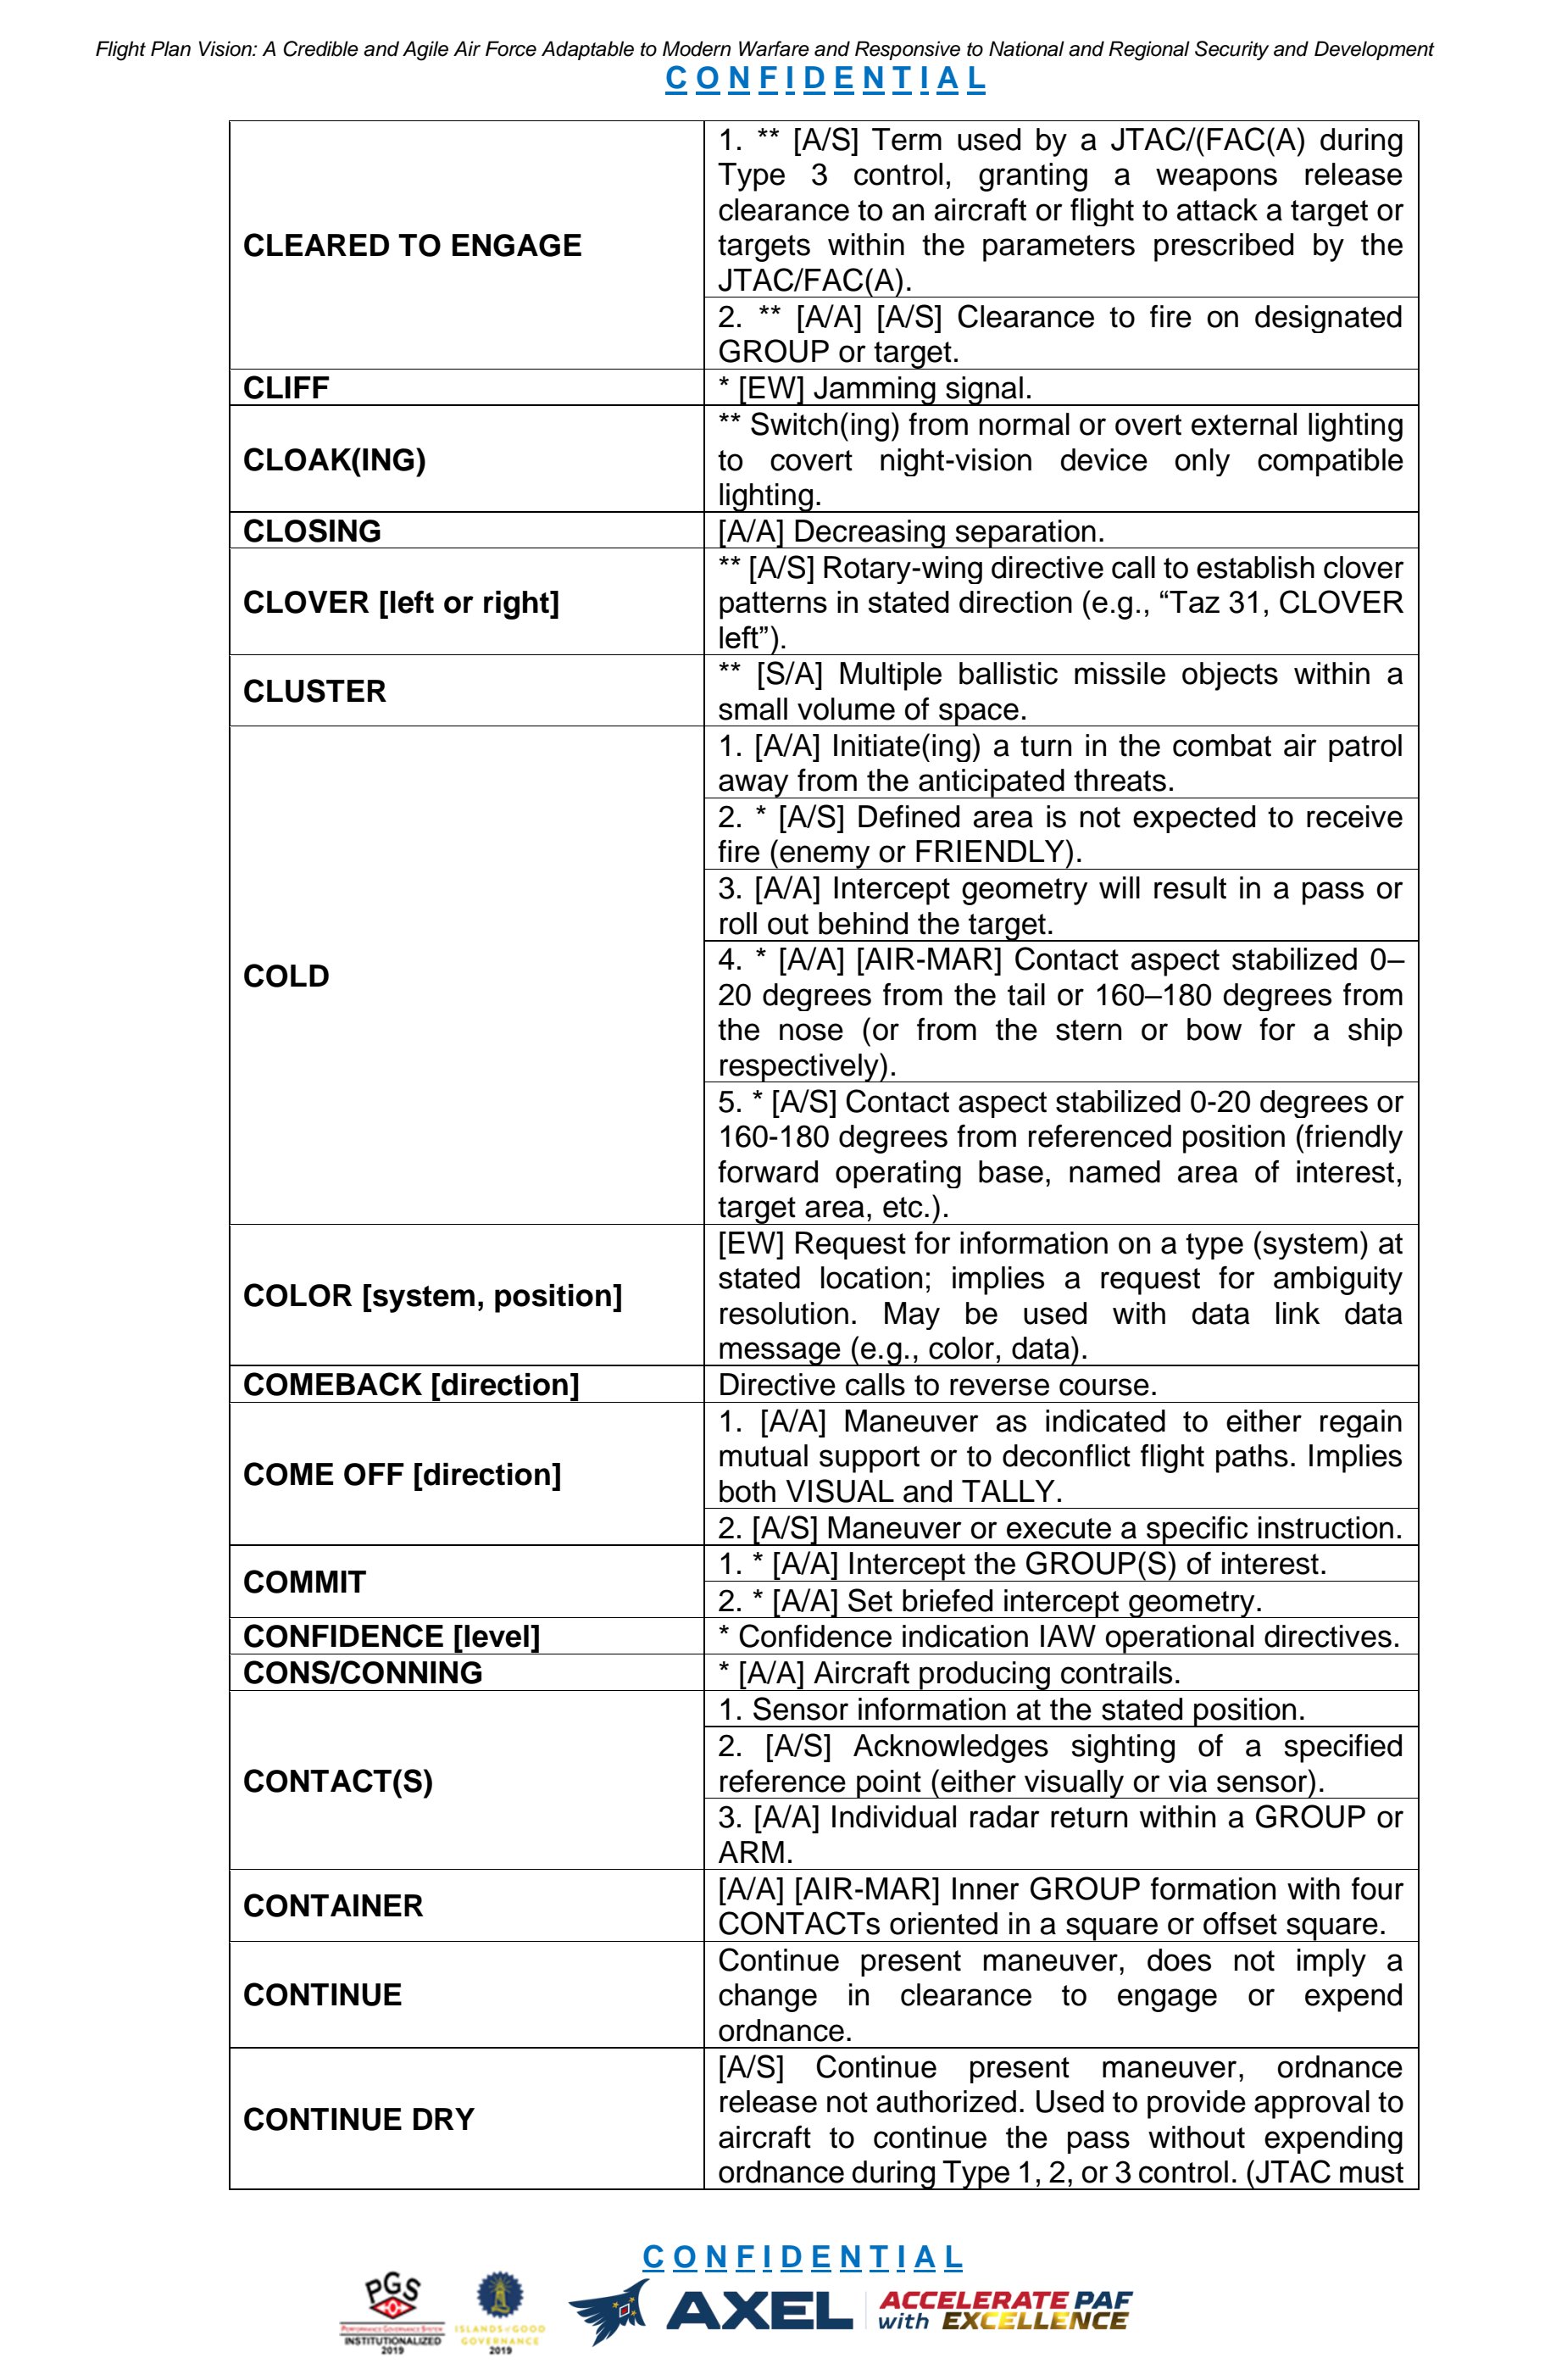 Flight Plan Vision: A Credible and Agile Air Force Adaptable to Modern Warfare and Responsive to National and Regional Security and Development
C O N F I D E N T I A L
CLEARED TO ENGAGE
1. ** [A/S] Term used by a JTAC/(FAC(A) during
Type 3 control, granting a weapons release
clearance to an aircraft or flight to attack a target or
targets within the parameters prescribed by the
JTAC/FAC(A).
2. ** [A/A] [A/S] Clearance to fire on designated
GROUP or target.
CLIFF
* [EW] Jamming signal.
CLOAK(ING)
** Switch(ing) from normal or overt external lighting
to covert night-vision device only compatible
lighting.
CLOSING
[A/A] Decreasing separation.
CLOVER [left or right]
** [A/S] Rotary-wing directive call to establish clover
patterns in stated direction (e.g., “Taz 31, CLOVER
left”).
CLUSTER
** [S/A] Multiple ballistic missile objects within a
small volume of space.
COLD
1. [A/A] Initiate(ing) a turn in the combat air patrol
away from the anticipated threats.
2. * [A/S] Defined area is not expected to receive
fire (enemy or FRIENDLY).
3. [A/A] Intercept geometry will result in a pass or
roll out behind the target.
4. * [A/A] [AIR-MAR] Contact aspect stabilized 0–
20 degrees from the tail or 160–180 degrees from
the nose (or from the stern or bow for a ship
respectively).
5. * [A/S] Contact aspect stabilized 0-20 degrees or
160-180 degrees from referenced position (friendly
forward operating base, named area of interest,
target area, etc.).
COLOR [system, position]
[EW] Request for information on a type (system) at
stated location; implies a request for ambiguity
resolution. May be used with data link data
message (e.g., color, data).
COMEBACK [direction]
Directive calls to reverse course.
COME OFF [direction]
1. [A/A] Maneuver as indicated to either regain
mutual support or to deconflict flight paths. Implies
both VISUAL and TALLY.
2. [A/S] Maneuver or execute a specific instruction.
COMMIT
1. * [A/A] Intercept the GROUP(S) of interest.
2. * [A/A] Set briefed intercept geometry.
CONFIDENCE [level]
* Confidence indication IAW operational directives.
CONS/CONNING
* [A/A] Aircraft producing contrails.
CONTACT(S)
1. Sensor information at the stated position.
2. [A/S] Acknowledges sighting of a specified
reference point (either visually or via sensor).
3. [A/A] Individual radar return within a GROUP or
ARM.
CONTAINER
[A/A] [AIR-MAR] Inner GROUP formation with four
CONTACTs oriented in a square or offset square.
CONTINUE
Continue present maneuver, does not imply a
change in clearance to engage or expend
ordnance.
CONTINUE DRY
[A/S] Continue present maneuver, ordnance
release not authorized. Used to provide approval to
aircraft to continue the pass without expending
ordnance during Type 1, 2, or 3 control. (JTAC must
C O N F I D E N T I A L
PGS
PERFORMANCE GOVERNANCE SYSTEM
INSTITUTIONALIZED
2019
ISLANDS of GOOD
GOVERNANCE
2019
AXEL
ACCELERATE PAF
with EXCELLENCE